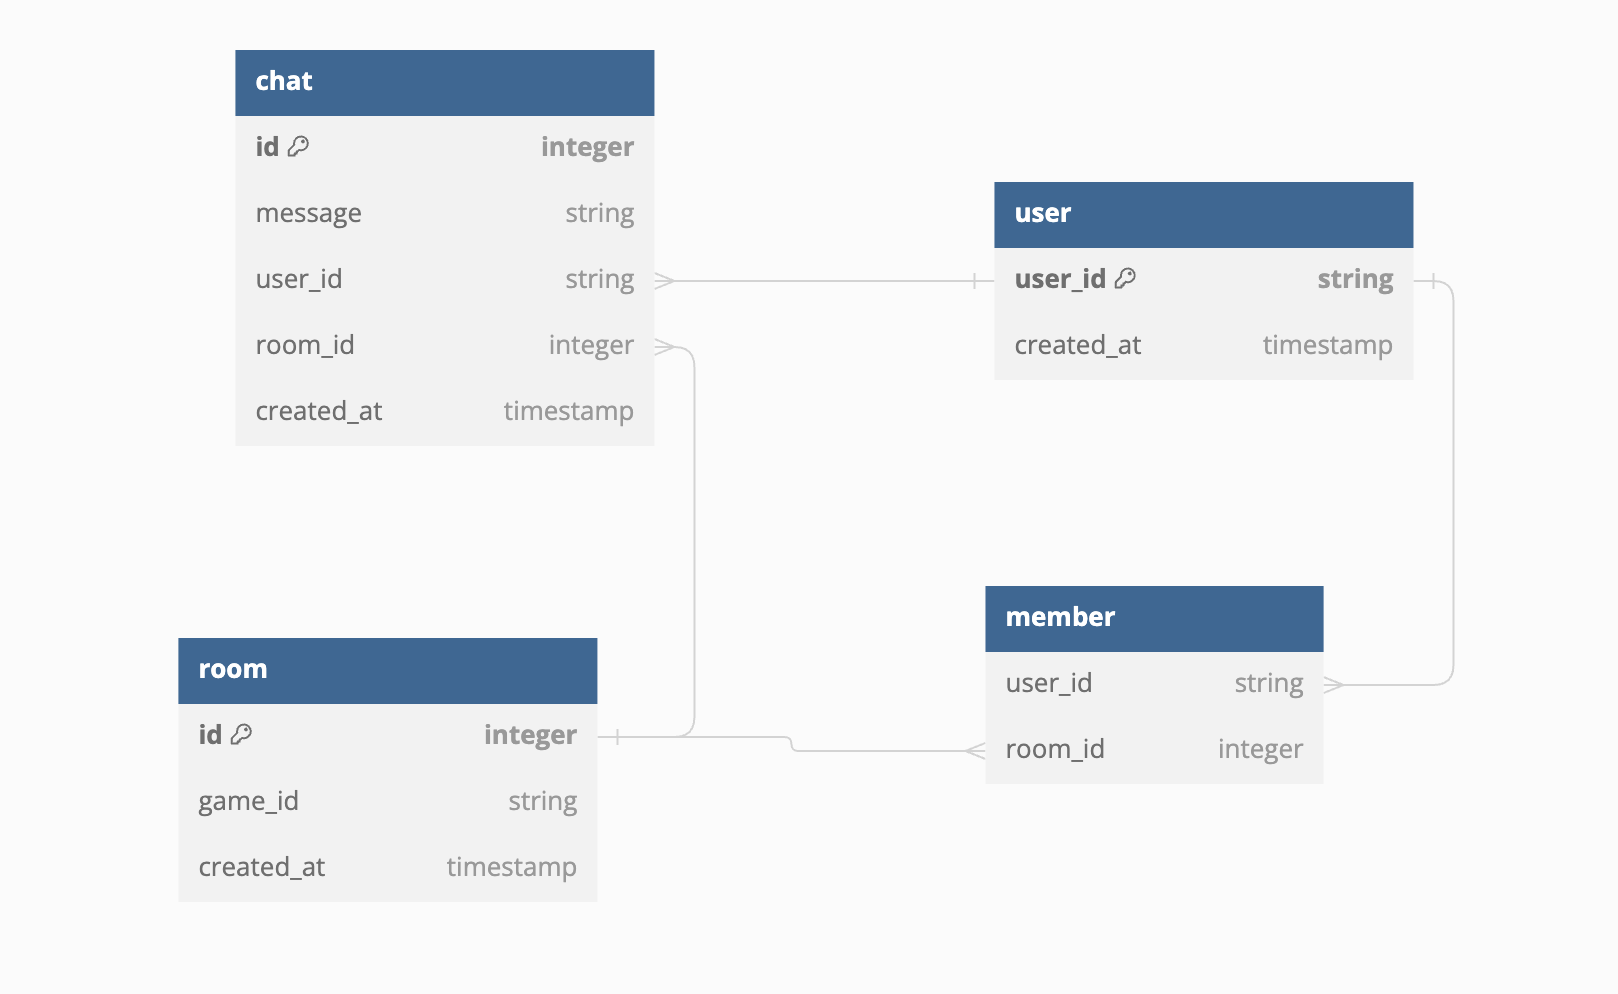 chat
id integer
message string
user_id string
room_id integer
created_at timestamp
user
user_id string
created_at timestamp
room
id integer
game_id string
created_at timestamp
member
user_id string
room_id integer